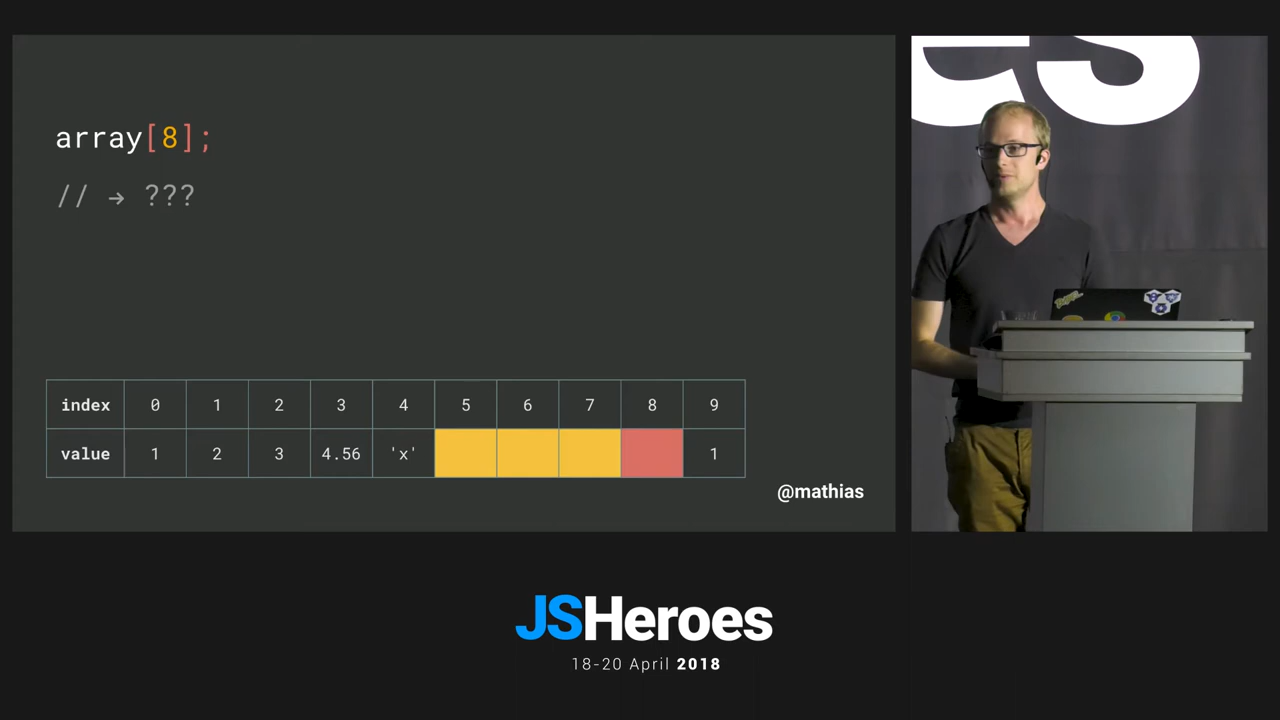 array[8];
// → ???
index 0 1 2 3 4 5 6 7 8 9
value 1 2 3 4.56 'x' 1
@mathias
es
JSHeroes
18-20 April 2018